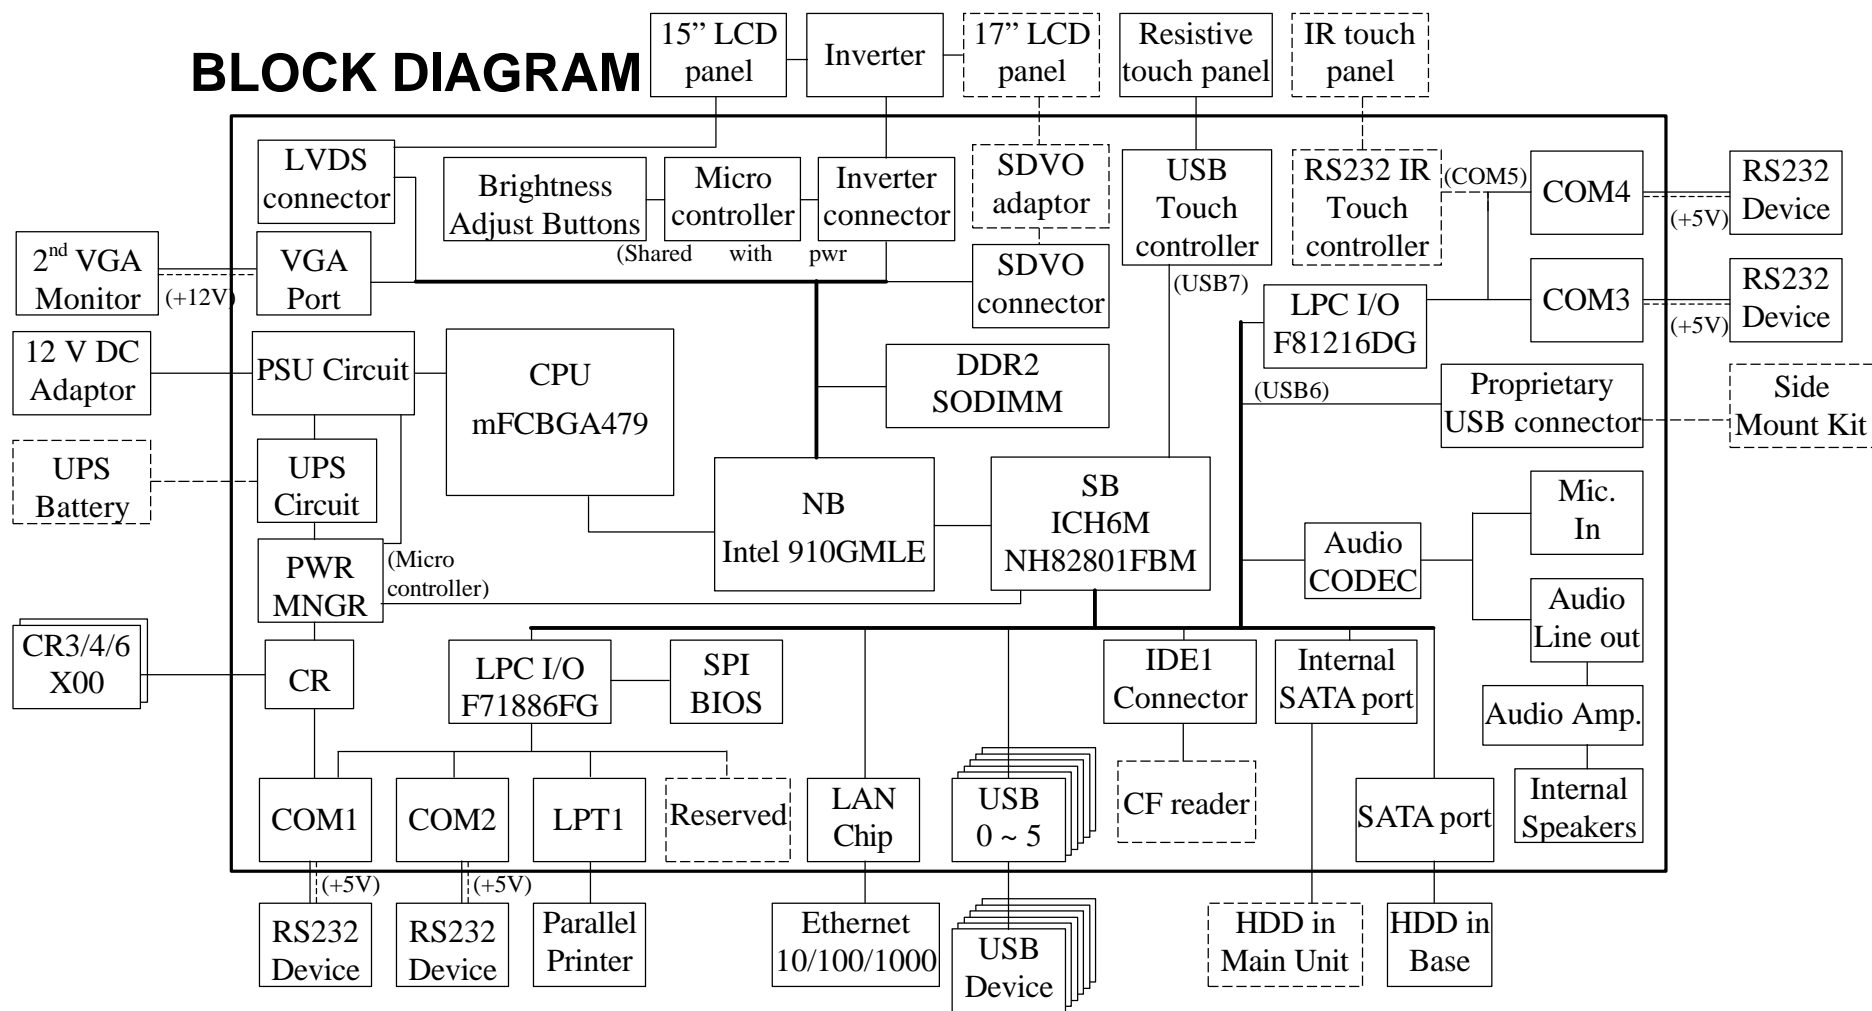 BLOCK DIAGRAM
15” LCD
panel
Inverter
17” LCD
panel
Resistive
touch panel
IR touch
panel
LVDS
connector
Brightness
Adjust Buttons
Micro
controller
Inverter
connector
(Shared with pwr
SDVO
adaptor
USB
Touch
controller
RS232 IR
Touch
controller
(COM5)
COM4
RS232
Device
(+5V)
2nd VGA
Monitor
(+12V)
VGA
Port
SDVO
connector
(USB7)
LPC I/O
F81216DG
COM3
RS232
Device
(+5V)
12 V DC
Adaptor
PSU Circuit
CPU
mFCBGA479
DDR2
SODIMM
(USB6)
Proprietary
USB connector
Side
Mount Kit
UPS
Battery
UPS
Circuit
NB
Intel 910GMLE
SB
ICH6M
NH82801FBM
Mic.
In
Audio
CODEC
PWR
MNGR
(Micro
controller)
Audio
Line out
CR3/4/6
X00
CR
LPC I/O
F71886FG
SPI
BIOS
IDE1
Connector
Internal
SATA port
Audio Amp.
COM1
COM2
LPT1
Reserved
LAN
Chip
USB
0 ~ 5
CF reader
SATA port
Internal
Speakers
(+5V)
(+5V)
RS232
Device
RS232
Device
Parallel
Printer
Ethernet
10/100/1000
USB
Device
HDD in
Main Unit
HDD in
Base